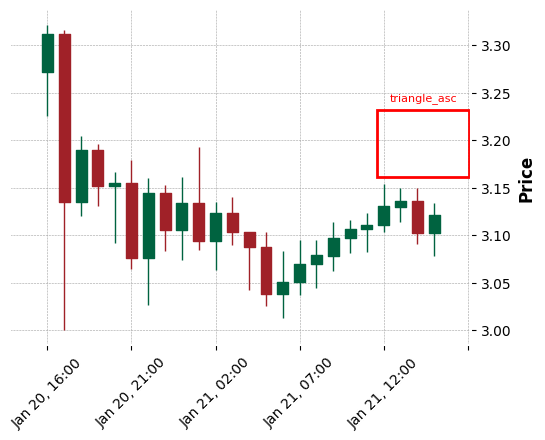 triangle_asc
3.30
3.25
3.20
3.15
3.10
3.05
3.00
Price
Jan 20, 16:00
Jan 20, 21:00
Jan 21, 02:00
Jan 21, 07:00
Jan 21, 12:00